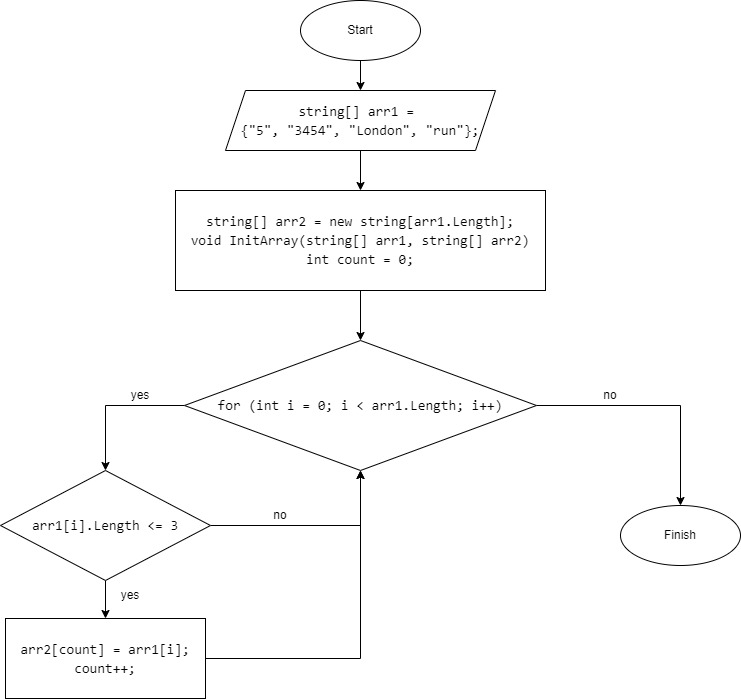 Start
string[] arr1 =
{"5", "3454", "London", "run"};
string[] arr2 = new string[arr1.Length];
void InitArray(string[] arr1, string[] arr2)
int count = 0;
yes
for (int i = 0; i < arr1.Length; i++)
no
arr1[i].Length <= 3
no
Finish
yes
arr2[count] = arr1[i];
count++;